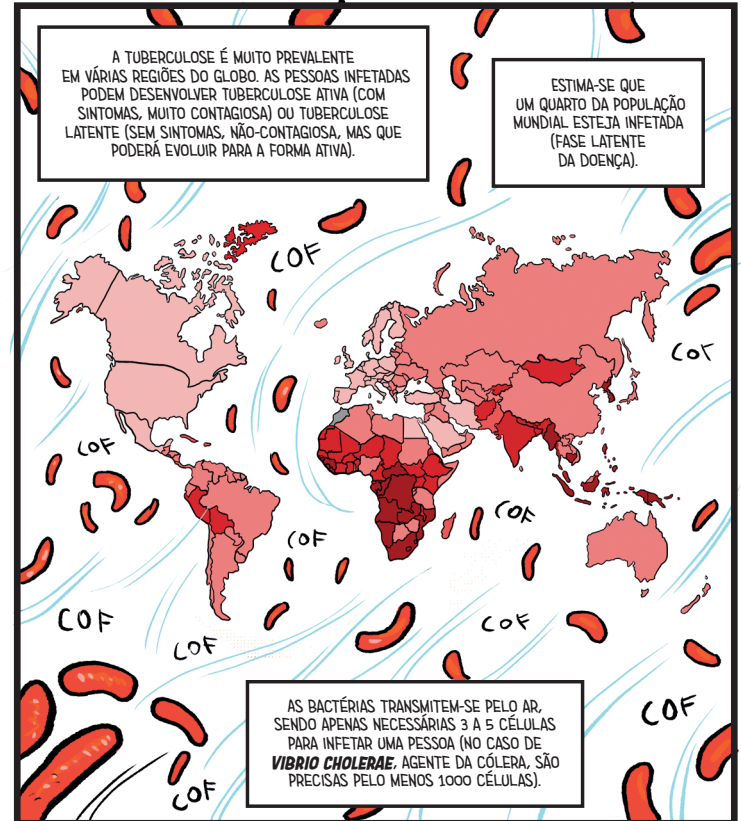 A TUBERCULOSE É MUITO PREVALENTE
EM VÁRIAS REGIÕES DO GLOBO. AS PESSOAS INFETADAS
PODEM DESENVOLVER TUBERCULOSE ATIVA (COM
SINTOMAS, MUITO CONTAGIOSA) OU TUBERCULOSE
LATENTE (SEM SINTOMAS, NÃO-CONTAGIOSA, MAS QUE
PODERÁ EVOLUIR PARA A FORMA ATIVA).
ESTIMA-SE QUE
UM QUARTO DA POPULAÇÃO
MUNDIAL ESTEJA INFETADA
(FASE LATENTE
DA DOENÇA).
COF
COF
COF
COF
COF
COF
COF
COF
COF
COF
AS BACTÉRIAS TRANSMITEM-SE PELO AR,
SENDO APENAS NECESSÁRIAS 3 A 5 CÉLULAS
PARA INFETAR UMA PESSOA (NO CASO DE
VIBRIO CHOLERAE, AGENTE DA CÓLERA, SÃO
PRECISAS PELO MENOS 1000 CÉLULAS).